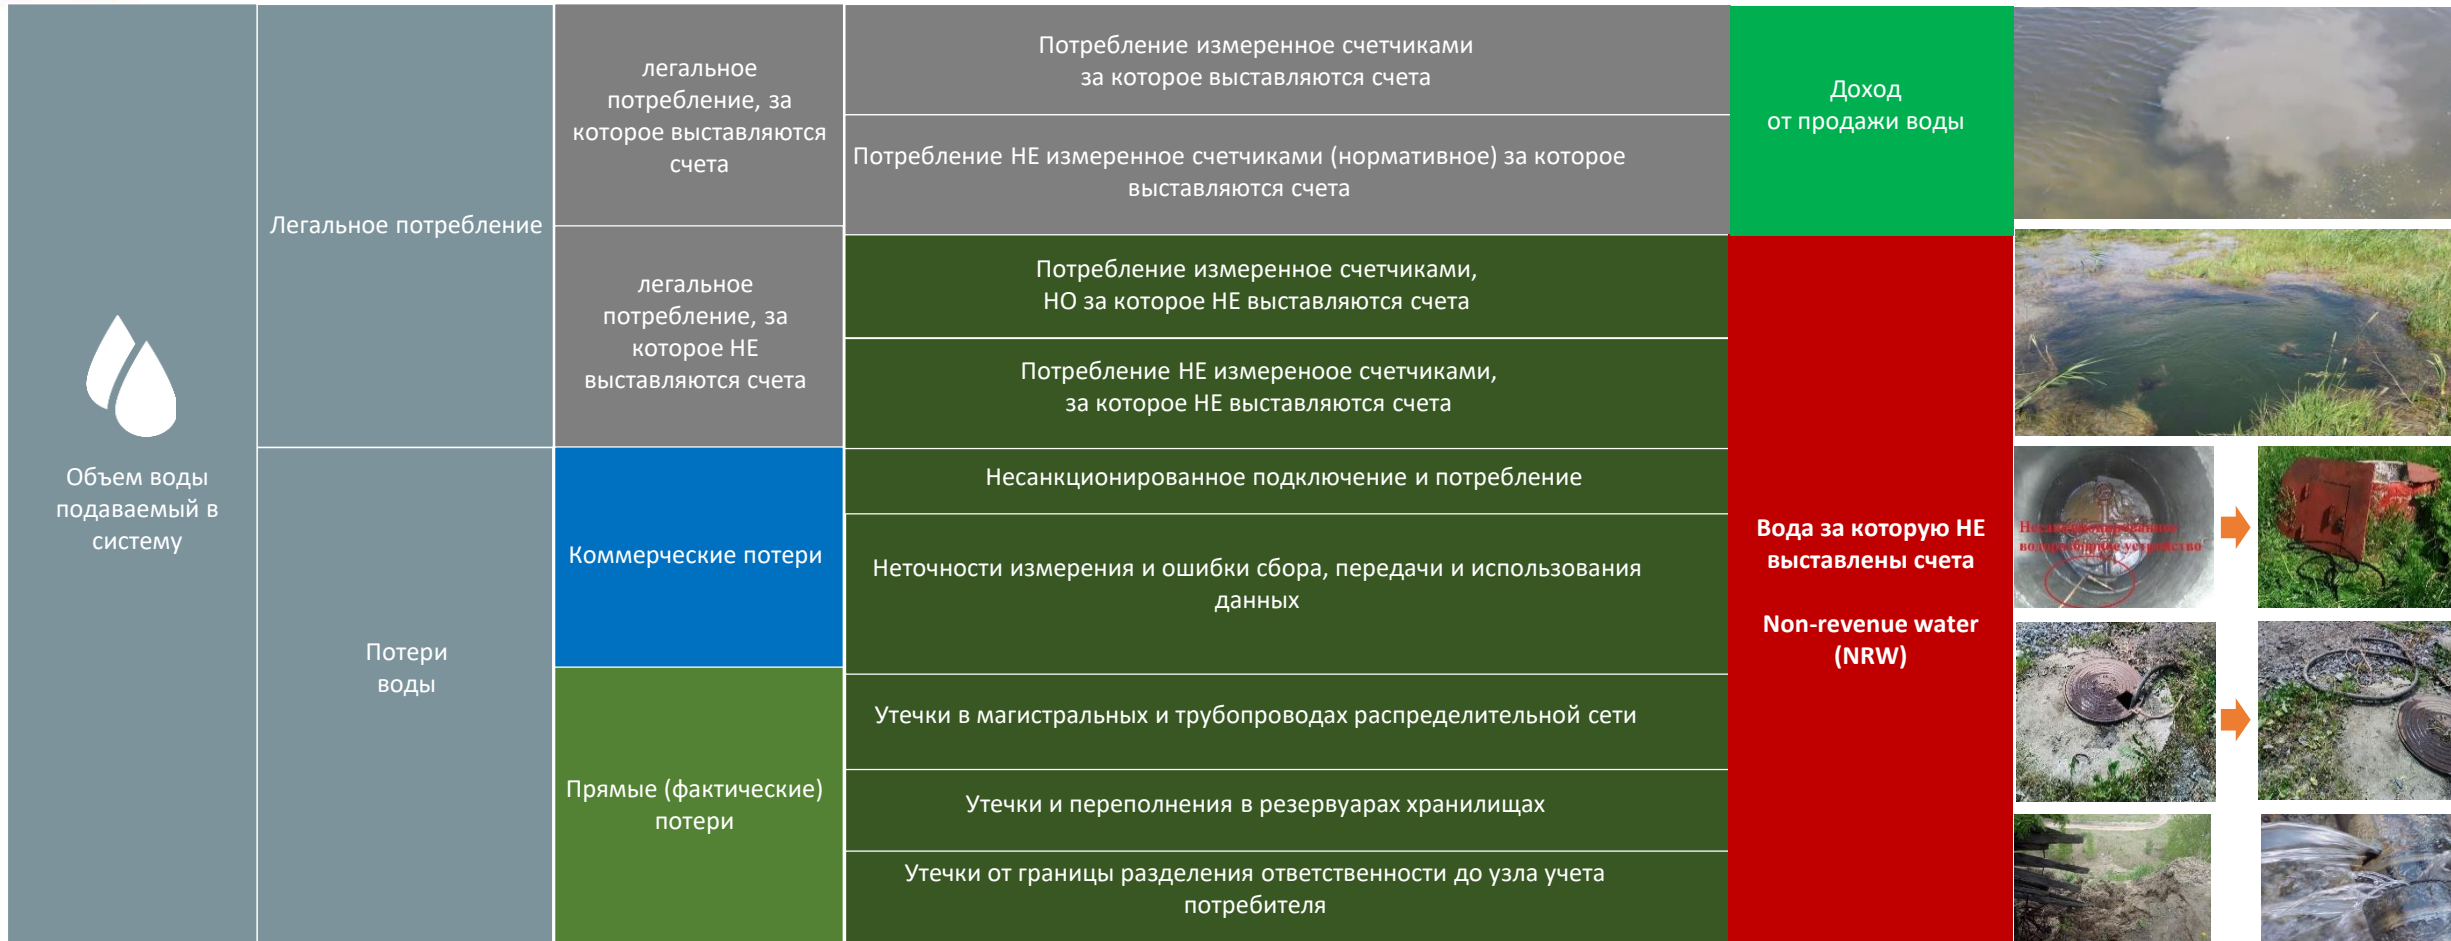 Объем воды
подаваемый в
систему
Легальное потребление
Потери
воды
легальное
потребление, за
которое выставляются
счета
легальное
потребление, за
которое НЕ
выставляются счета
Коммерческие потери
Прямые (фактические)
потери
Потребление измеренное счетчиками
за которое выставляются счета
Потребление НЕ измеренное счетчиками (нормативное) за которое
выставляются счета
Потребление измеренное счетчиками,
НО за которое НЕ выставляются счета
Потребление НЕ измереноое счетчиками,
за которое НЕ выставляются счета
Несанкционированное подключение и потребление
Неточности измерения и ошибки сбора, передачи и использования
данных
Утечки в магистральных и трубопроводах распределительной сети
Утечки и переполнения в резервуарах хранилищах
Утечки от границы разделения ответственности до узла учета
потребителя
Доход
от продажи воды
Вода за которую НЕ
выставлены счета
Non-revenue water
(NRW)
Несанкционированное
водоразборное устройство